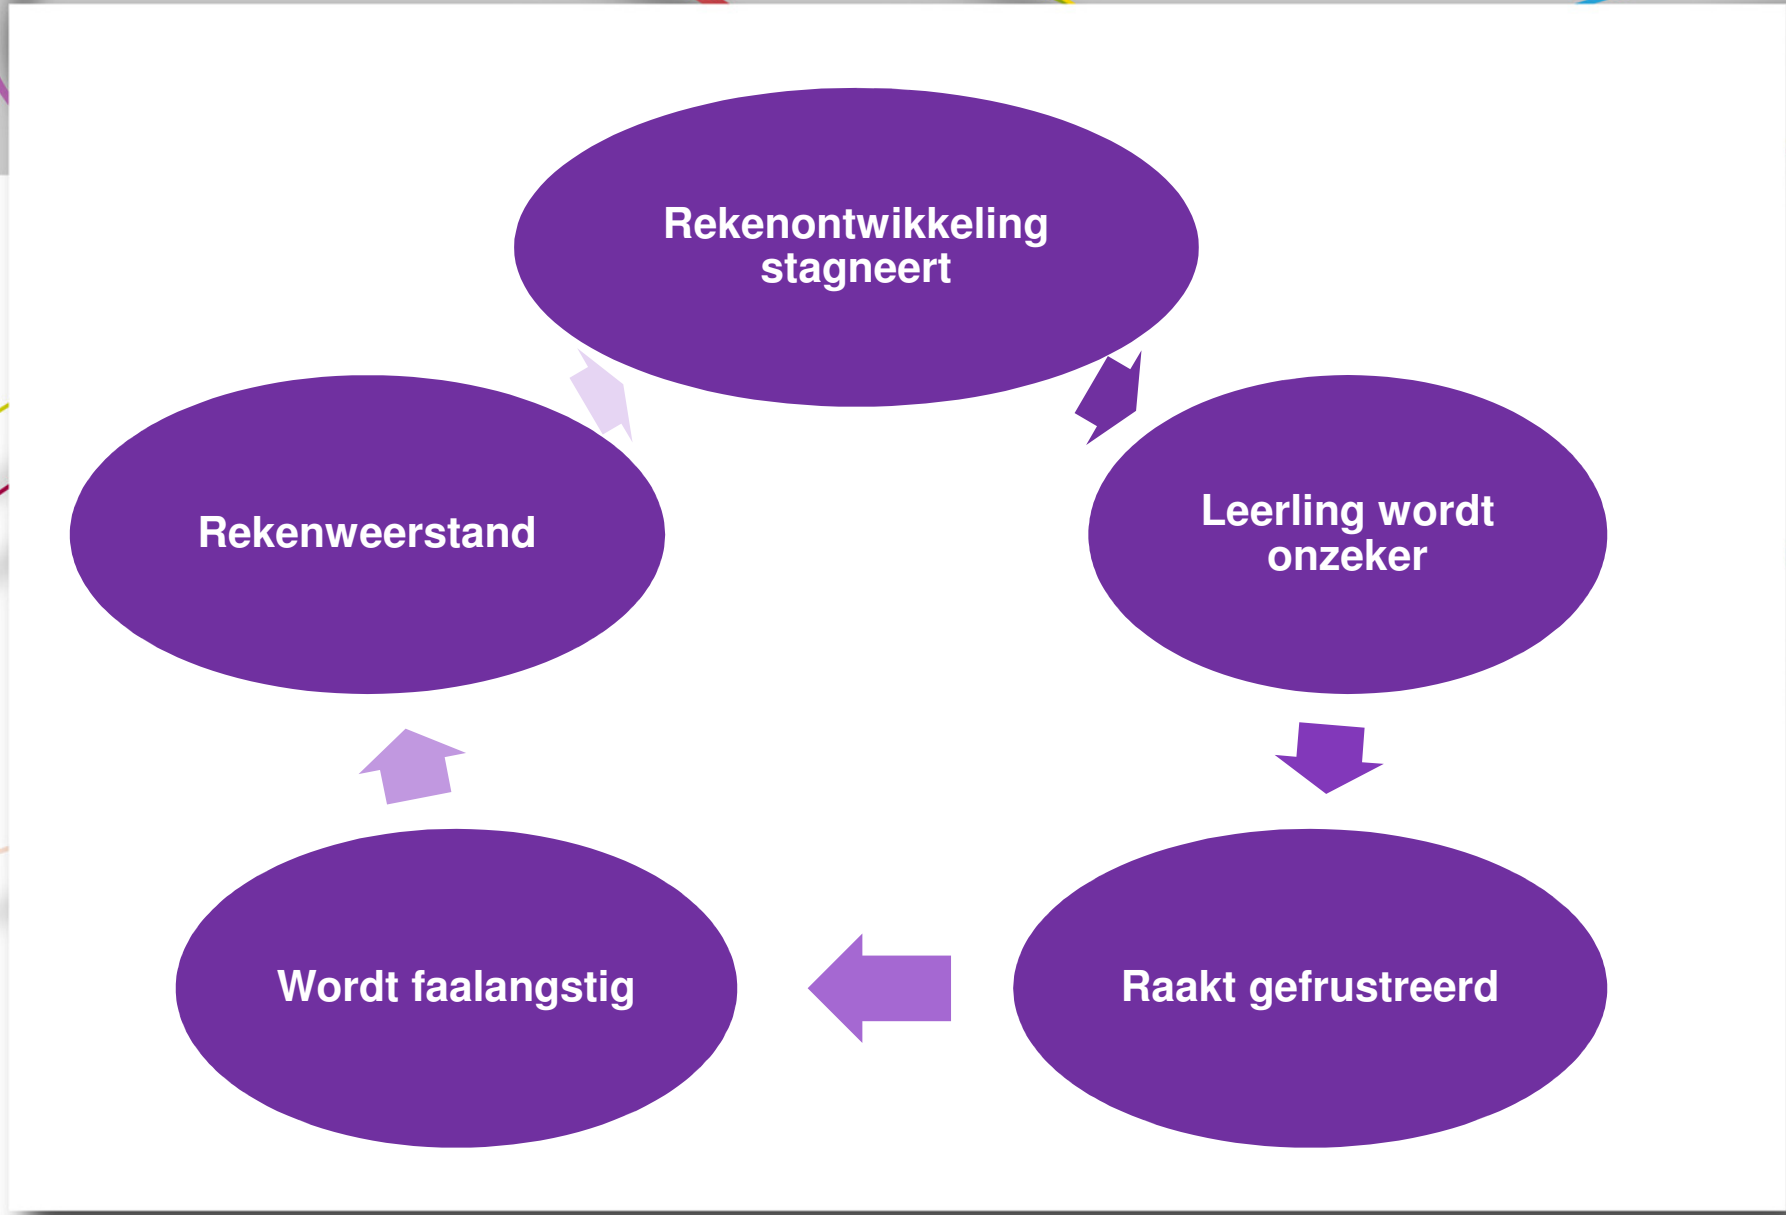 Rekenontwikkeling
stagneert
Leerling wordt
onzeker
Raakt gefrustreerd
Wordt faalangstig
Rekenweerstand